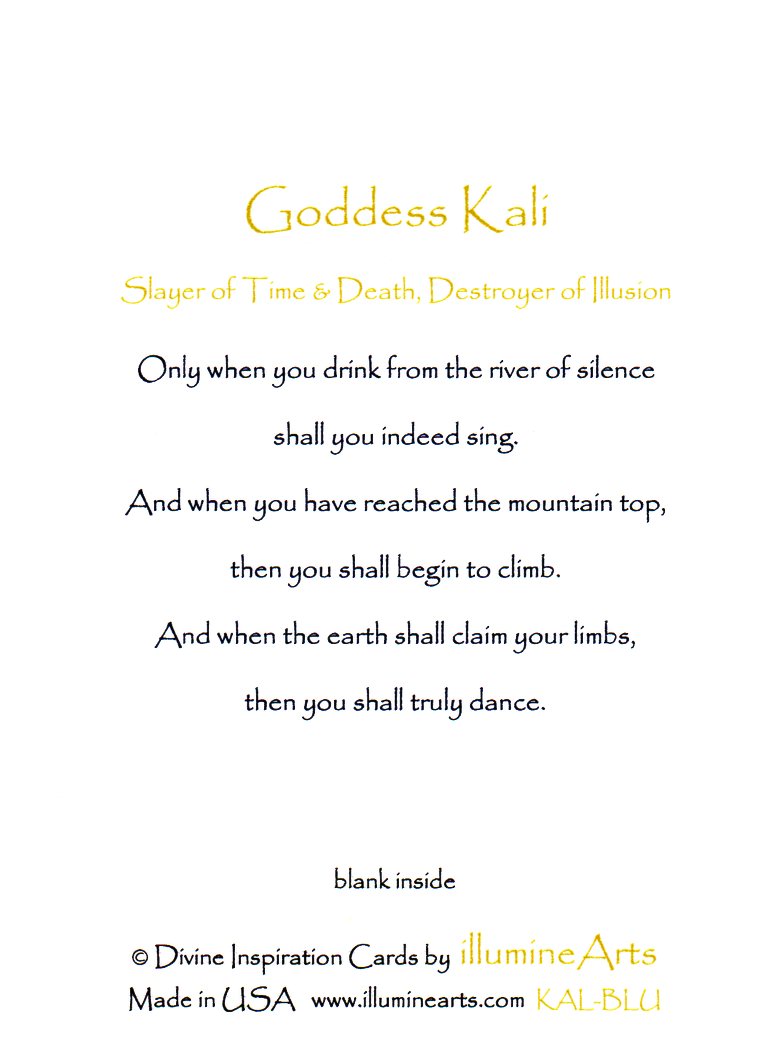 Goddess Kali
Slayer of Time & Death, Destroyer of Illusion
Only when you drink from the river of silence
shall you indeed sing.
And when you have reached the mountain top,
then you shall begin to climb.
And when the earth shall claim your limbs,
then you shall truly dance.
blank inside
© Divine Inspiration Cards by illumineArts
Made in USA www.illuminearts.com KAL-BLU